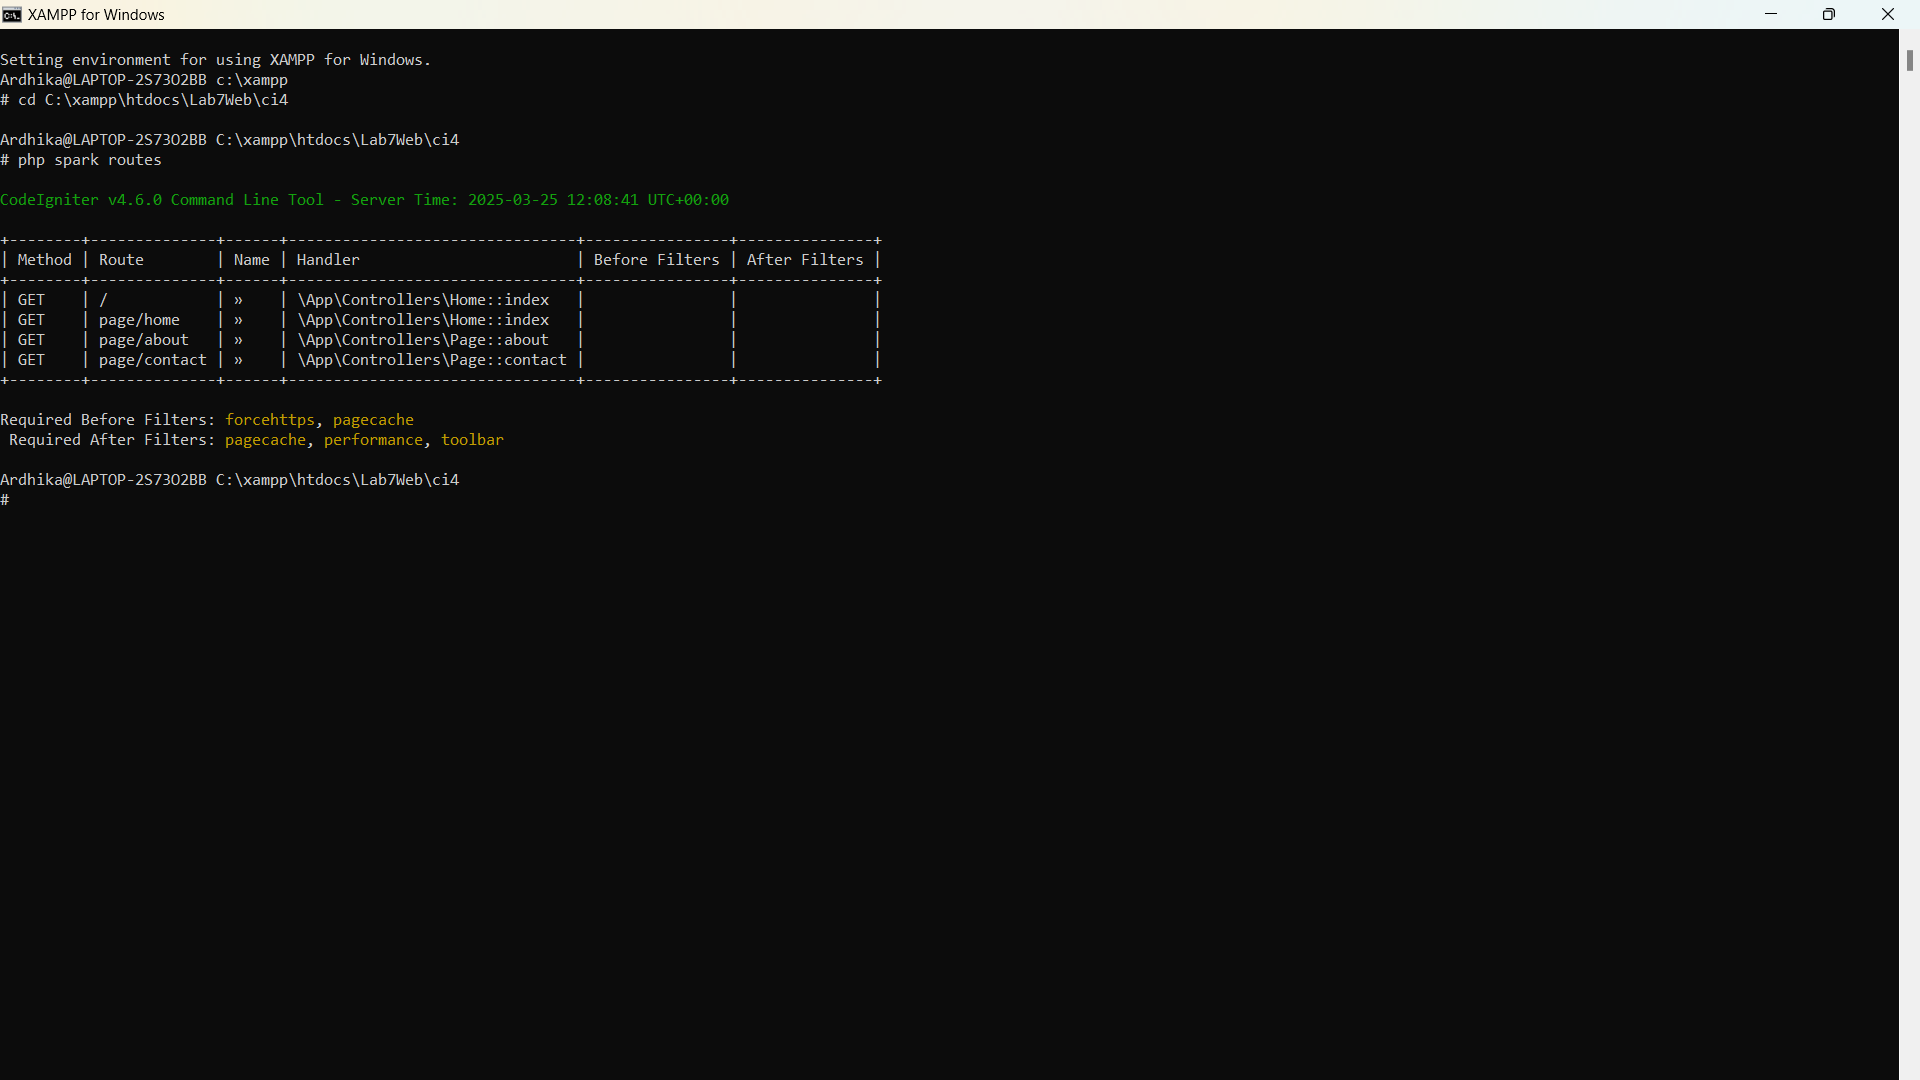 XAMPP for Windows
Setting environment for using XAMPP for Windows.
Ardhika@LAPTOP-2S73O2BB c:\xampp
# cd C:\xampp\htdocs\Lab7Web\ci4
Ardhika@LAPTOP-2S73O2BB C:\xampp\htdocs\Lab7Web\ci4
# php spark routes
CodeIgniter v4.6.0 Command Line Tool - Server Time: 2025-03-25 12:08:41 UTC+00:00
+--------+--------------+------+--------------------------------+----------------+---------------+
| Method | Route        | Name | Handler                        | Before Filters | After Filters |
+--------+--------------+------+--------------------------------+----------------+---------------+
| GET    | /            | »    | \App\Controllers\Home::index   |                |               |
| GET    | page/home    | »    | \App\Controllers\Home::index   |                |               |
| GET    | page/about   | »    | \App\Controllers\Page::about   |                |               |
| GET    | page/contact | »    | \App\Controllers\Page::contact |                |               |
+--------+--------------+------+--------------------------------+----------------+---------------+
Required Before Filters: forcehttps, pagecache
 Required After Filters: pagecache, performance, toolbar
Ardhika@LAPTOP-2S73O2BB C:\xampp\htdocs\Lab7Web\ci4
#